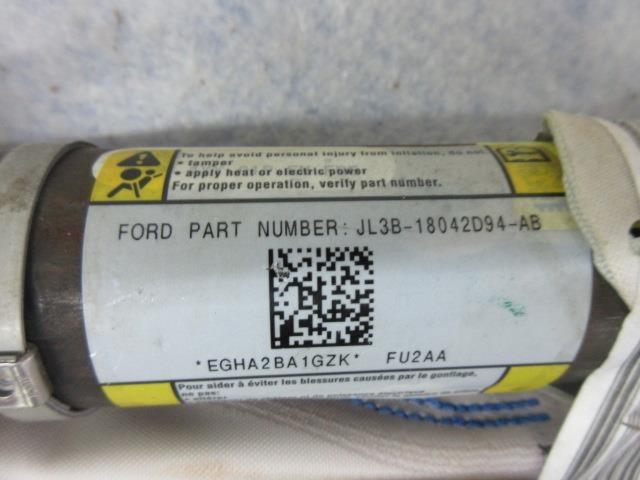 To help avoid personal injury from inflation, do not
• tamper
• apply heat or electric power
For proper operation, verify part number.
FORD PART NUMBER: JL3B-18042D94-AB
*EGHA2BA1GZK* FU2AA
Pour aider à éviter les blessures causées par le gonflage,
ne pas: